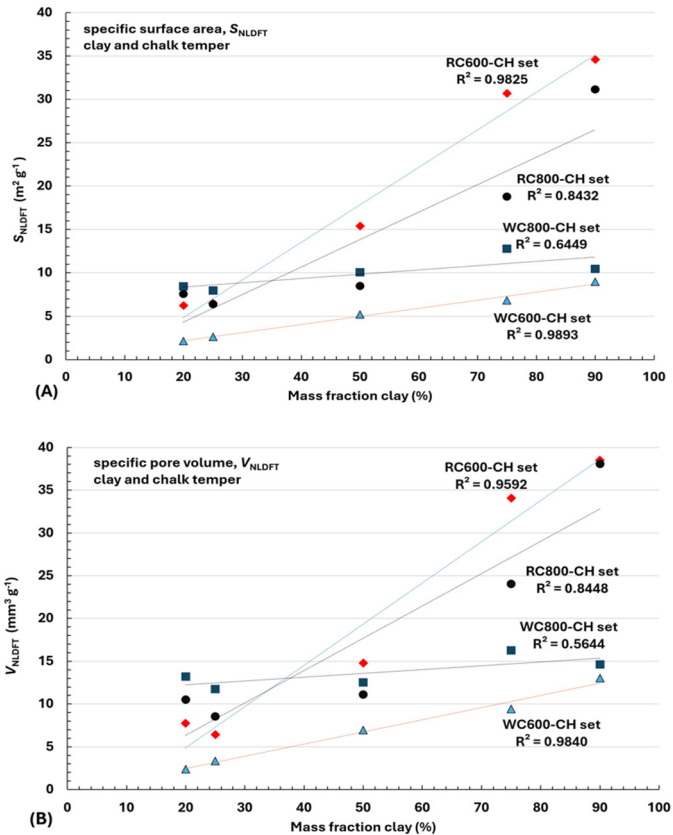 specific surface area, S_NLDFT
clay and chalk temper
40
35
30
25
20
15
10
5
0
S_NLDFT (m² g⁻¹)
RC600-CH set
R² = 0.9825
RC800-CH set
R² = 0.8432
WC800-CH set
R² = 0.6449
WC600-CH set
R² = 0.9893
0 10 20 30 40 50 60 70 80 90 100
Mass fraction clay (%)
(A)
specific pore volume, V_NLDFT
clay and chalk temper
40
35
30
25
20
15
10
5
0
V_NLDFT (mm³ g⁻¹)
RC600-CH set
R² = 0.9592
RC800-CH set
R² = 0.8448
WC800-CH set
R² = 0.5644
WC600-CH set
R² = 0.9840
0 10 20 30 40 50 60 70 80 90 100
Mass fraction clay (%)
(B)